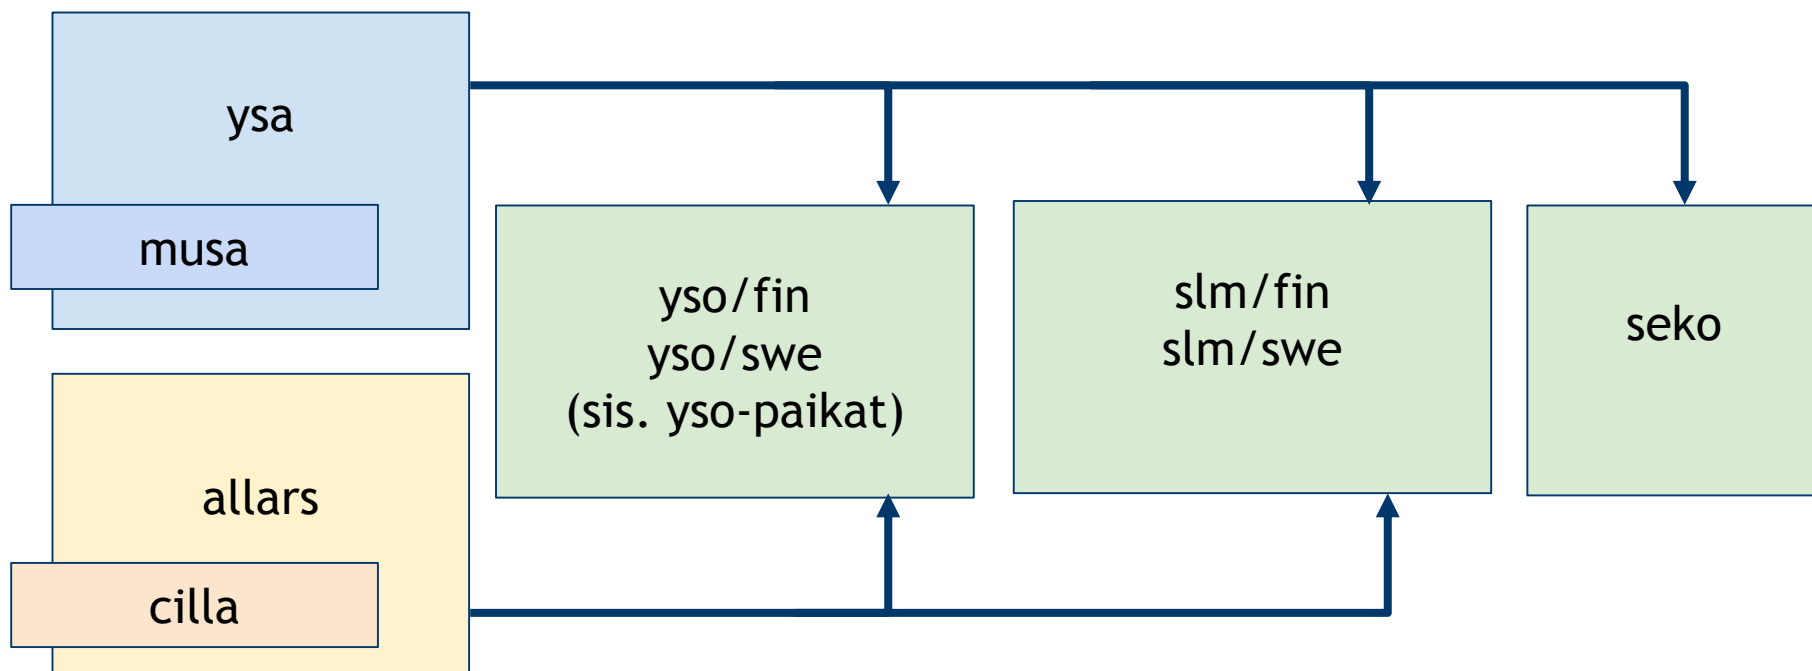 ysa
musa
yso/fin
yso/swe
(sis. yso-paikat)
slm/fin
slm/swe
seko
allars
cilla